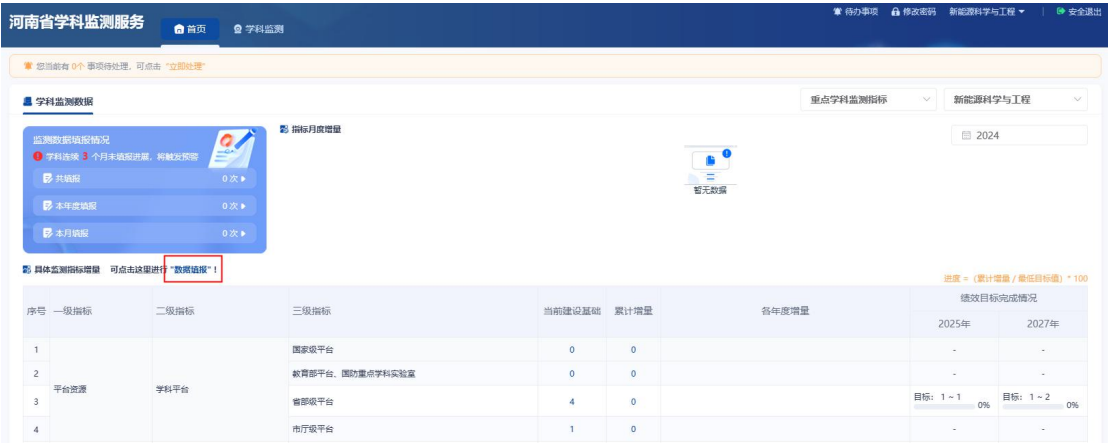 河南省学科监测服务
首页
学科监测
待办事项
修改密码
新能源科学与工程
安全退出
您当前有 0个 事项待处理，可点击 "立即处理"
学科监测数据
重点学科监测指标
新能源科学与工程
监测数据填报情况
学科连续 3 个月未填报进展，将触发预警
共填报 0 次
本年度填报 0 次
本月填报 0 次
指标月度增量
2024
暂无数据
具体监测指标增量 可点击这里进行 "数据填报"！
进度 = （累计增量 / 最低目标值）* 100
序号 一级指标 二级指标 三级指标 当前建设基础 累计增量 各年度增量 绩效目标完成情况
2025年 2027年
1 国家级平台 0 0 - -
2 教育部平台、国防重点学科实验室 0 0 - -
平台资源 学科平台
3 省部级平台 4 0 目标：1 ~ 1 0% 目标：1 ~ 2 0%
4 市厅级平台 1 0 - -